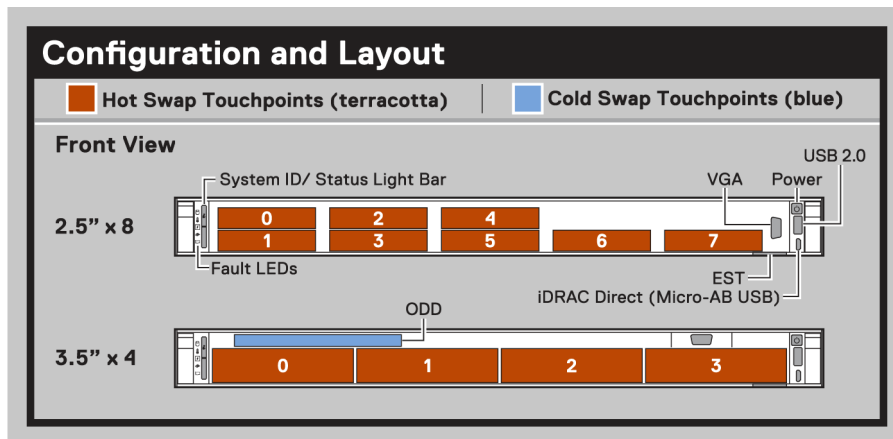 Configuration and Layout
Hot Swap Touchpoints (terracotta)
Cold Swap Touchpoints (blue)
Front View
USB 2.0
System ID/ Status Light Bar
VGA
Power
2.5” x 8
0
2
4
1
3
5
6
7
Fault LEDs
EST
iDRAC Direct (Micro-AB USB)
ODD
3.5” x 4
0
1
2
3